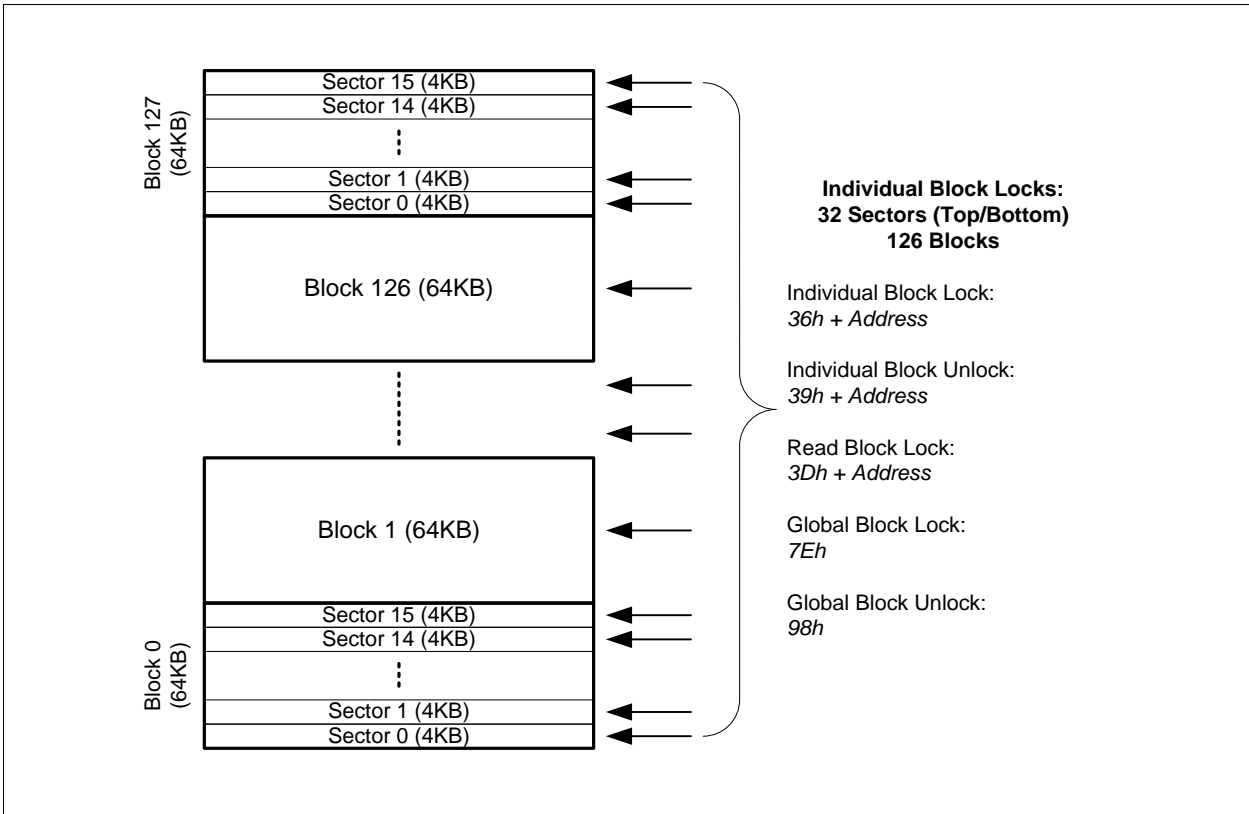 Block 127
(64KB)
Sector 15 (4KB)
Sector 14 (4KB)
Sector 1 (4KB)
Sector 0 (4KB)
Block 126 (64KB)
Block 1 (64KB)
Block 0
(64KB)
Sector 15 (4KB)
Sector 14 (4KB)
Sector 1 (4KB)
Sector 0 (4KB)
Individual Block Locks:
32 Sectors (Top/Bottom)
126 Blocks
Individual Block Lock:
36h + Address
Individual Block Unlock:
39h + Address
Read Block Lock:
3Dh + Address
Global Block Lock:
7Eh
Global Block Unlock:
98h